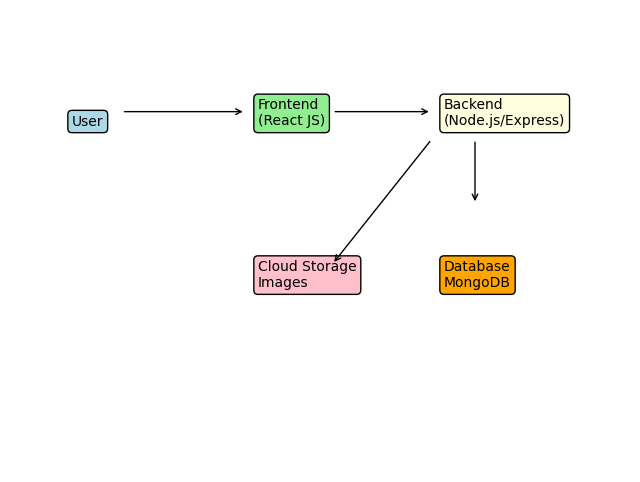 User
Frontend
(React JS)
Backend
(Node.js/Express)
Cloud Storage
Images
Database
MongoDB